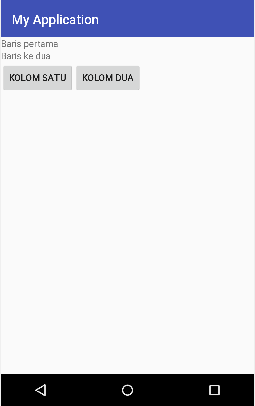 My Application
Baris pertama
Baris ke dua
KOLOM SATU KOLOM DUA